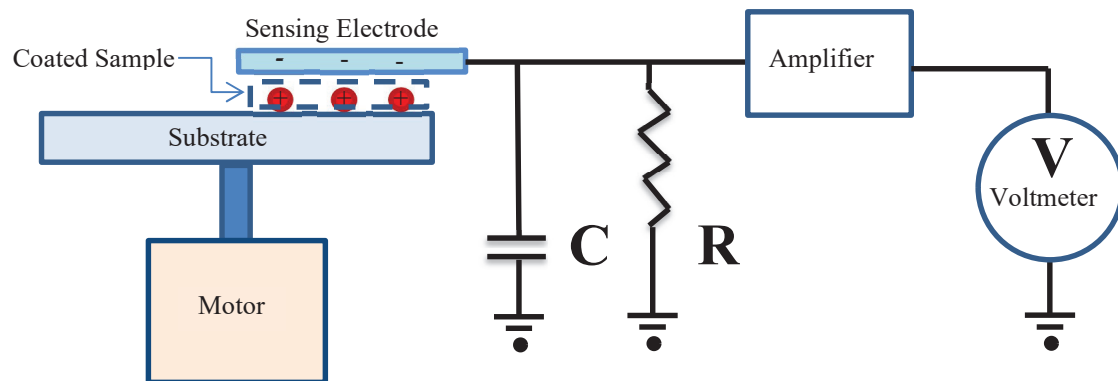 Sensing Electrode
Coated Sample
- - -
+ + +
Substrate
Motor
C
R
Amplifier
V
Voltmeter